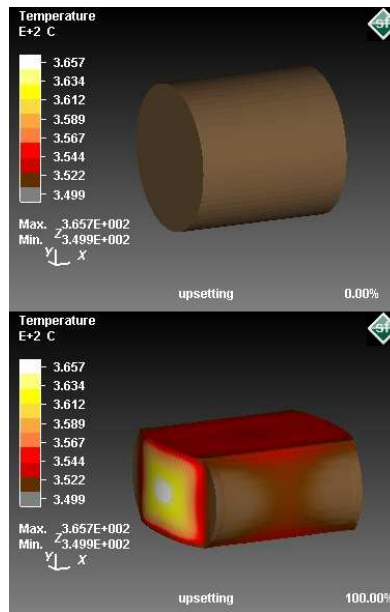 Temperature
E+2 C
3.657
3.634
3.612
3.589
3.567
3.544
3.522
3.499
Max. 3.657E+002
Min. 3.499E+002
Z
Y X
upsetting 0.00%
sf
Temperature
E+2 C
3.657
3.634
3.612
3.589
3.567
3.544
3.522
3.499
Max. 3.657E+002
Min. 3.499E+002
Z
Y X
upsetting 100.00%
sf